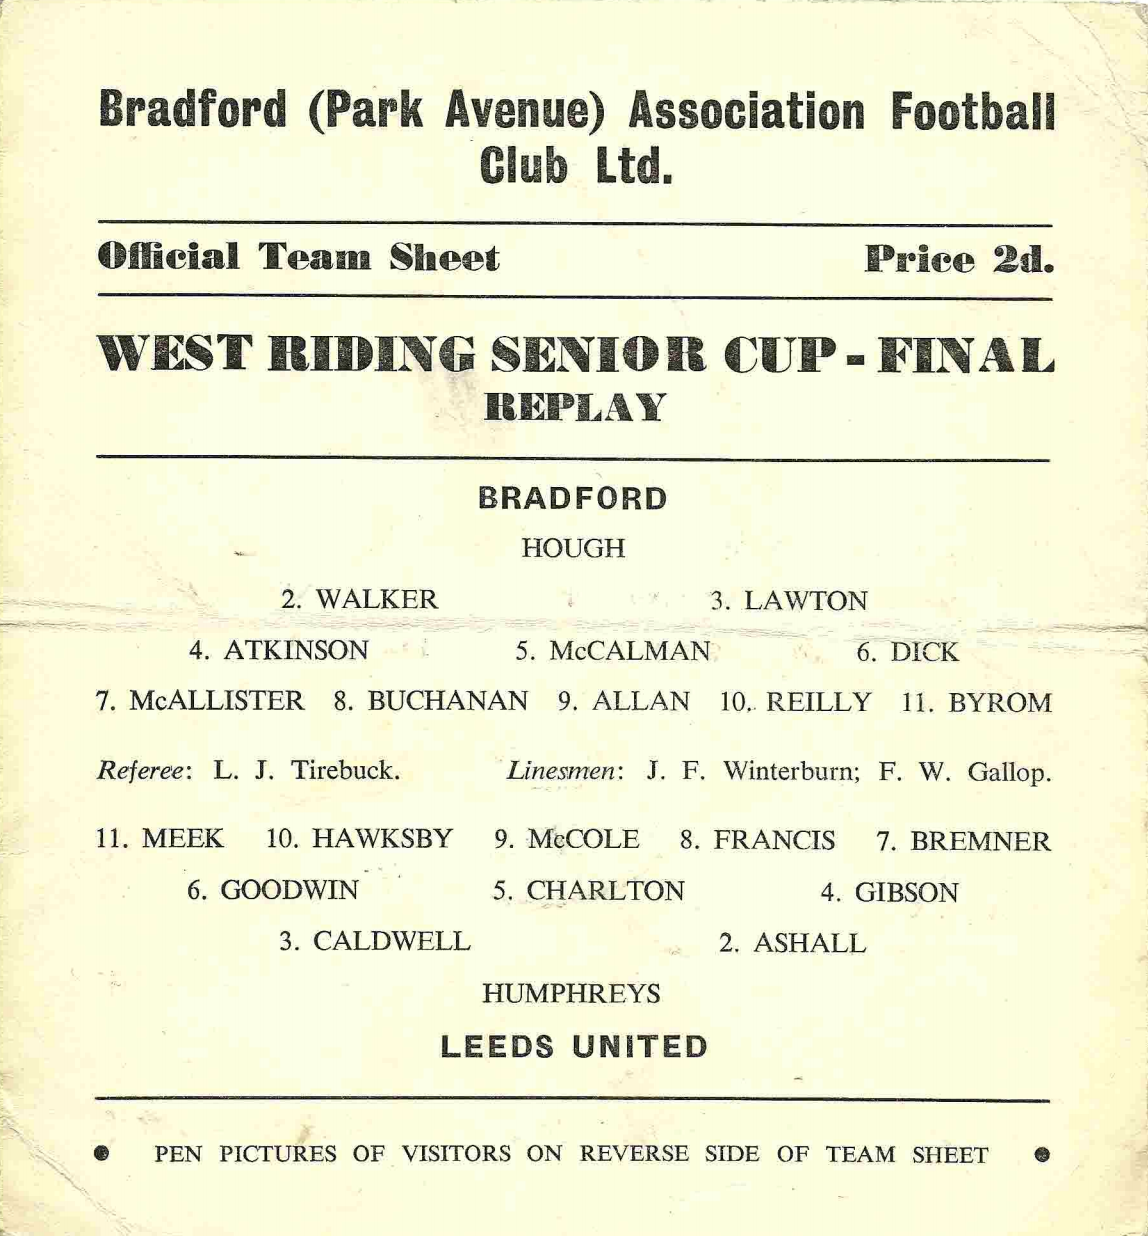 Bradford (Park Avenue) Association Football
Club Ltd.
Official Team Sheet Price 2d.
WEST RIDING SENIOR CUP - FINAL
REPLAY
BRADFORD
HOUGH
2. WALKER 3. LAWTON
4. ATKINSON 5. McCALMAN 6. DICK
7. McALLISTER 8. BUCHANAN 9. ALLAN 10. REILLY 11. BYROM
Referee: L. J. Tirebuck. Linesmen: J. F. Winterburn; F. W. Gallop.
11. MEEK 10. HAWKSBY 9. McCOLE 8. FRANCIS 7. BREMNER
6. GOODWIN 5. CHARLTON 4. GIBSON
3. CALDWELL 2. ASHALL
HUMPHREYS
LEEDS UNITED
● PEN PICTURES OF VISITORS ON REVERSE SIDE OF TEAM SHEET ●